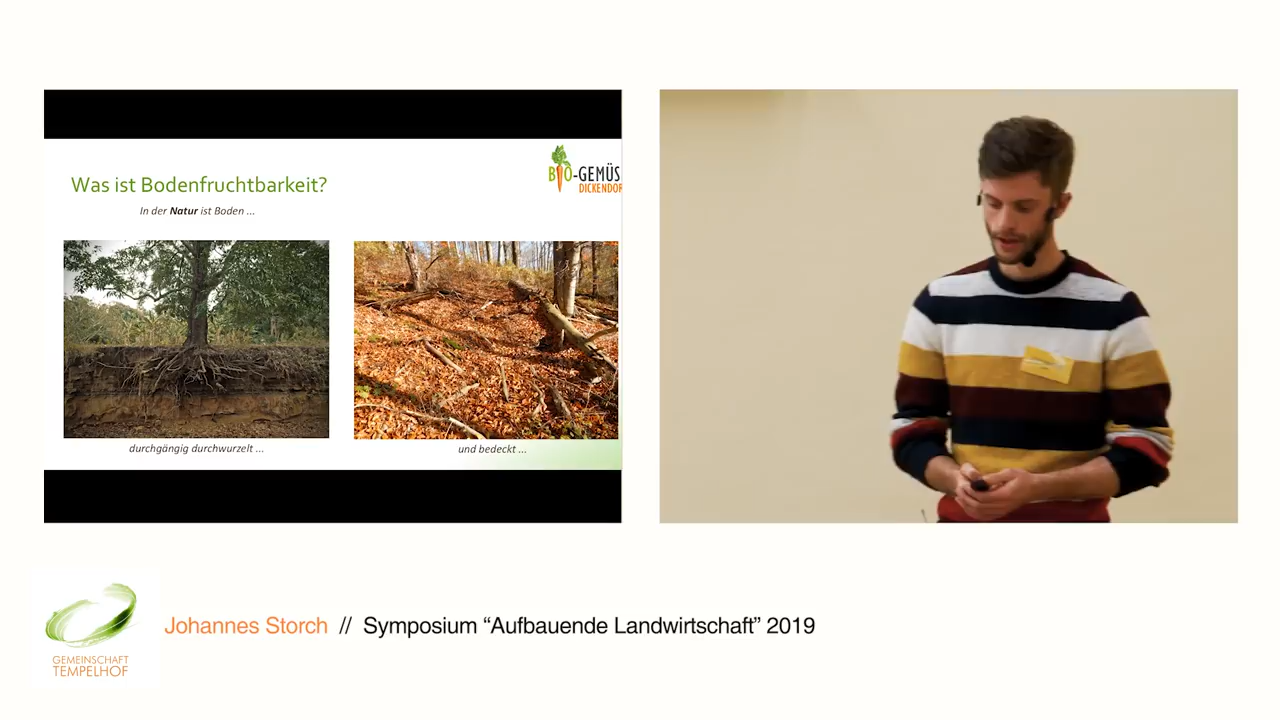 Was ist Bodenfruchtbarkeit?
BIO-GEMÜS
DICKENDOR
In der Natur ist Boden ...
durchgängig durchwurzelt ...
und bedeckt ...
GEMEINSCHAFT
TEMPELHOF
Johannes Storch // Symposium “Aufbauende Landwirtschaft” 2019